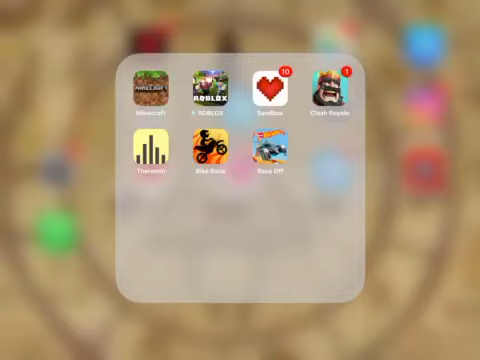 MINECRAFT
ROBLOX
10
1
Minecraft
ROBLOX
Sandbox
Clash Royale
Theremin
Bike Race
Race Off